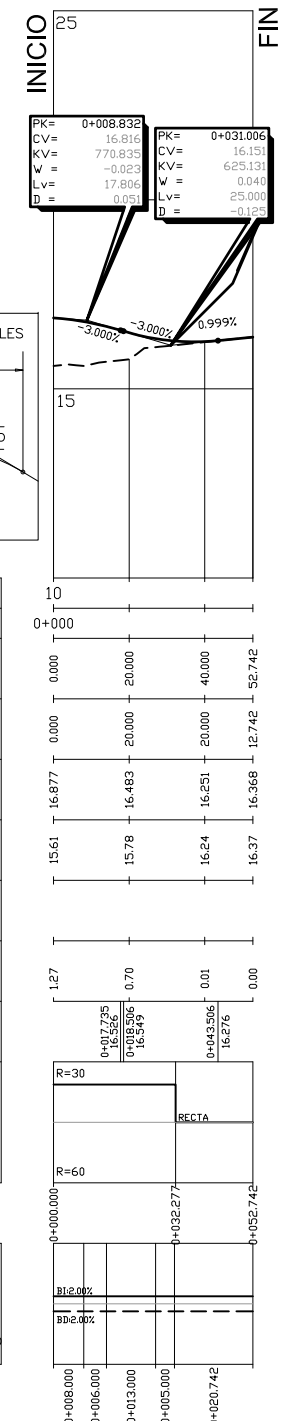 INICIO
FIN
25
PK= 0+008.832
CV= 16.816
KV= 770.835
W = -0.023
Lv= 17.806
D = 0.051
PK= 0+031.006
CV= 16.151
KV= 625.131
W = 0.040
Lv= 25.000
D = -0.125
-3.000%
-3.000%
0.999%
LES
15
10
0+000
0.000
20.000
40.000
52.742
0.000
20.000
20.000
12.742
16.877
16.483
16.251
16.368
15.61
15.78
16.24
16.37
1.27
0.70
0.01
0.00
0+017.735
16.526
0+018.506
16.549
0+043.506
16.276
R=30
RECTA
R=60
0+000.000
0+032.277
0+052.742
BI:2.00%
BD:2.00%
0+008.000
0+006.000
0+013.000
0+005.000
0+020.742